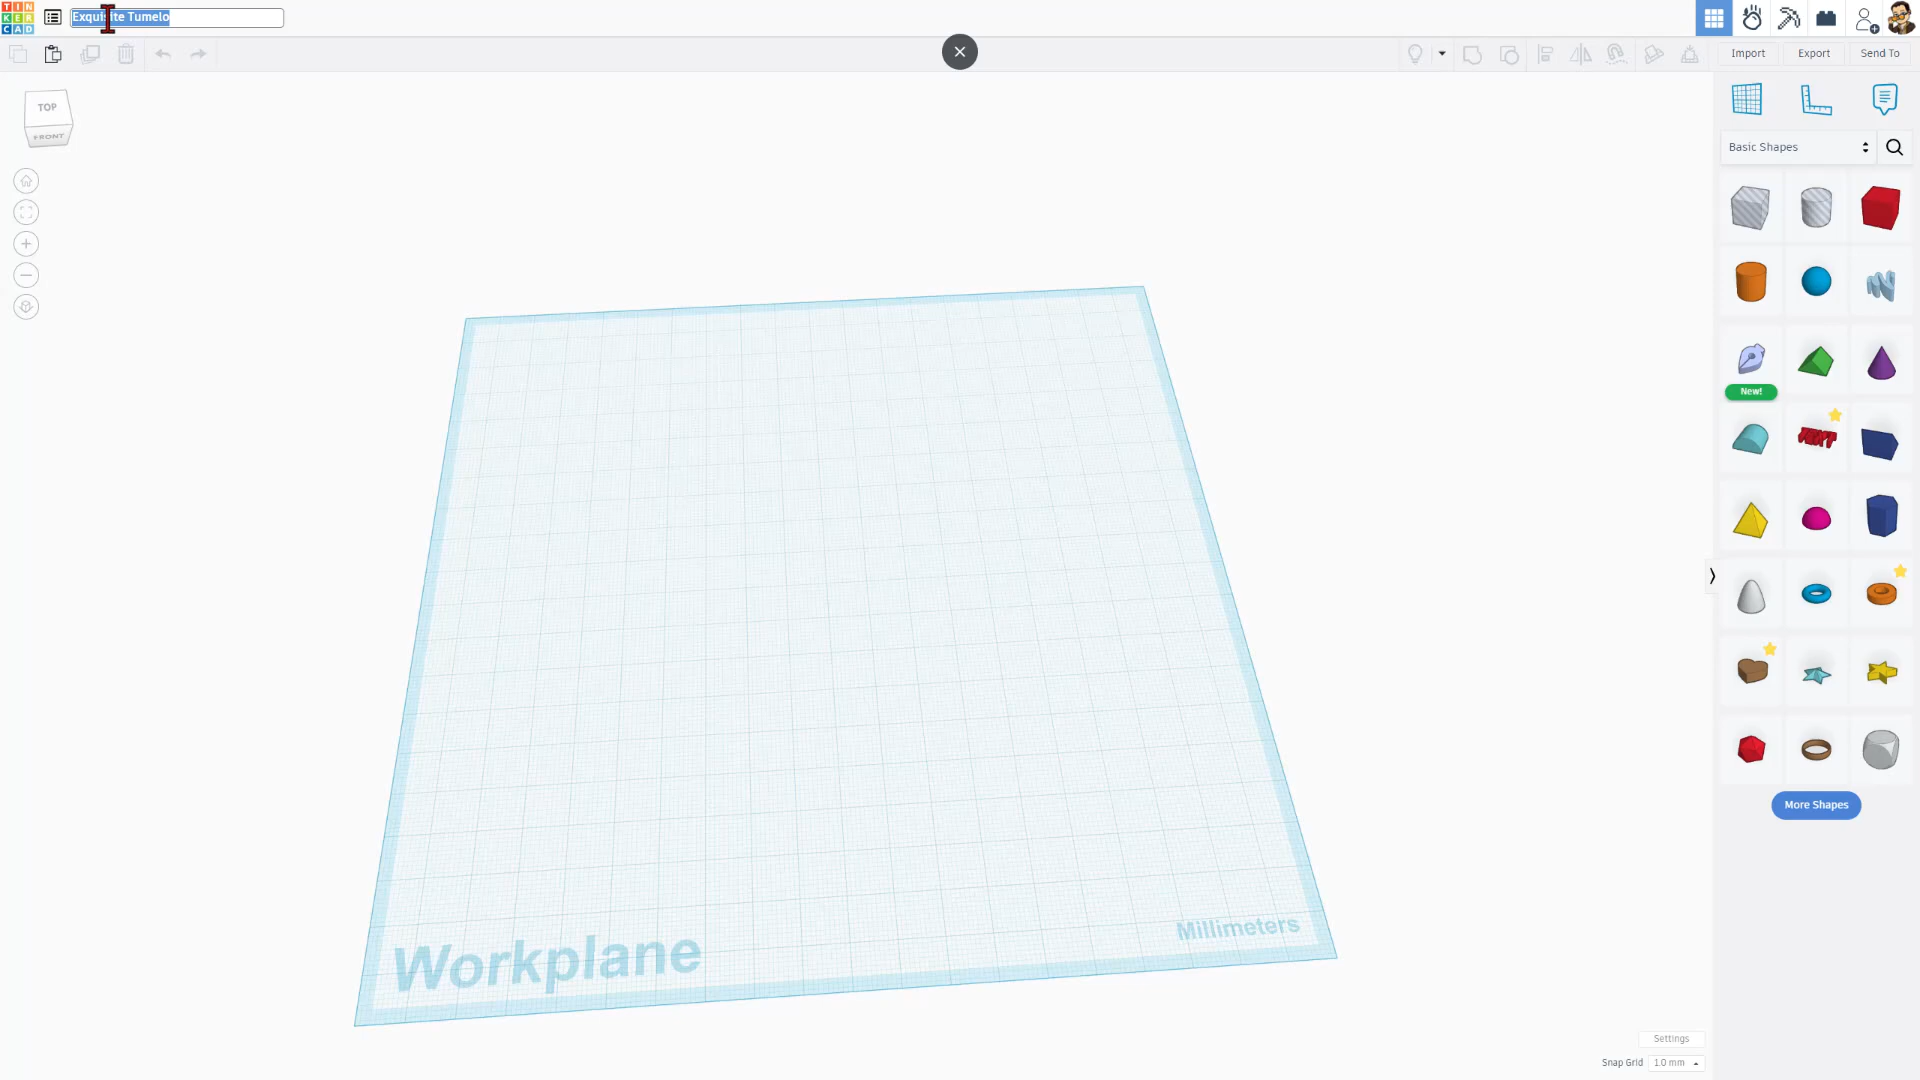 TIN
KER
CAD
Exquisite Tumelo
Import
Export
Send To
TOP
FRONT
Basic Shapes
New!
TEXT
More Shapes
Workplane
Millimeters
Settings
Snap Grid
1.0 mm